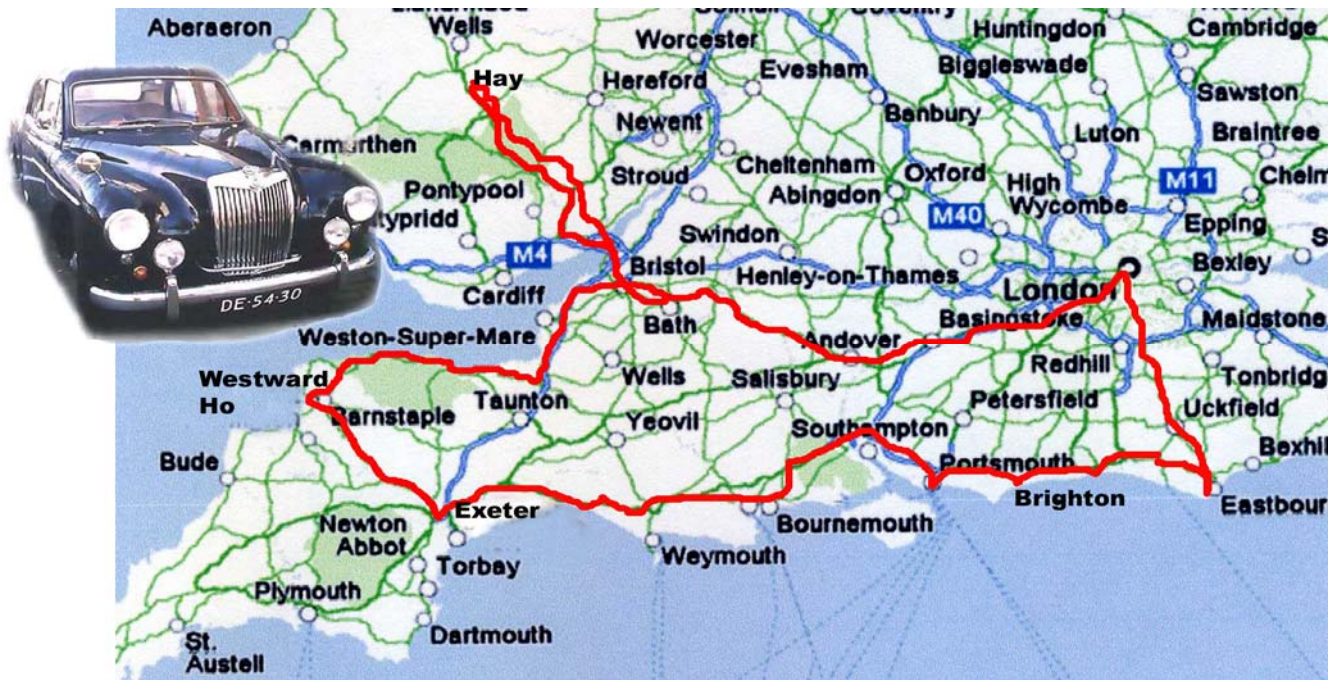 Wells
Aberaeron
Worcester
Huntingdon
Cambridge
Hay
Hereford
Evesham
Biggleswade
Sawston
Banbury
Newent
Luton
Braintree
Carmarthen
Cheltenham
Stroud
Oxford
High
Wycombe
M11
Chelm
Pontypool
Abingdon
M40
Epping
typridd
Swindon
M4
Bristol
Henley-on-Thames
Bexley
Cardiff
London
DE-54-30
Bath
Basingstoke
Maidstone
Weston-Super-Mare
Andover
Redhill
Westward
Ho
Wells
Salisbury
Tonbridg
Barnstaple
Taunton
Petersfield
Uckfield
Yeovil
Southampton
Bude
Portsmouth
Bexhil
Exeter
Brighton
Eastbour
Newton
Abbot
Bournemouth
Torbay
Weymouth
Plymouth
Dartmouth
St.
Austell